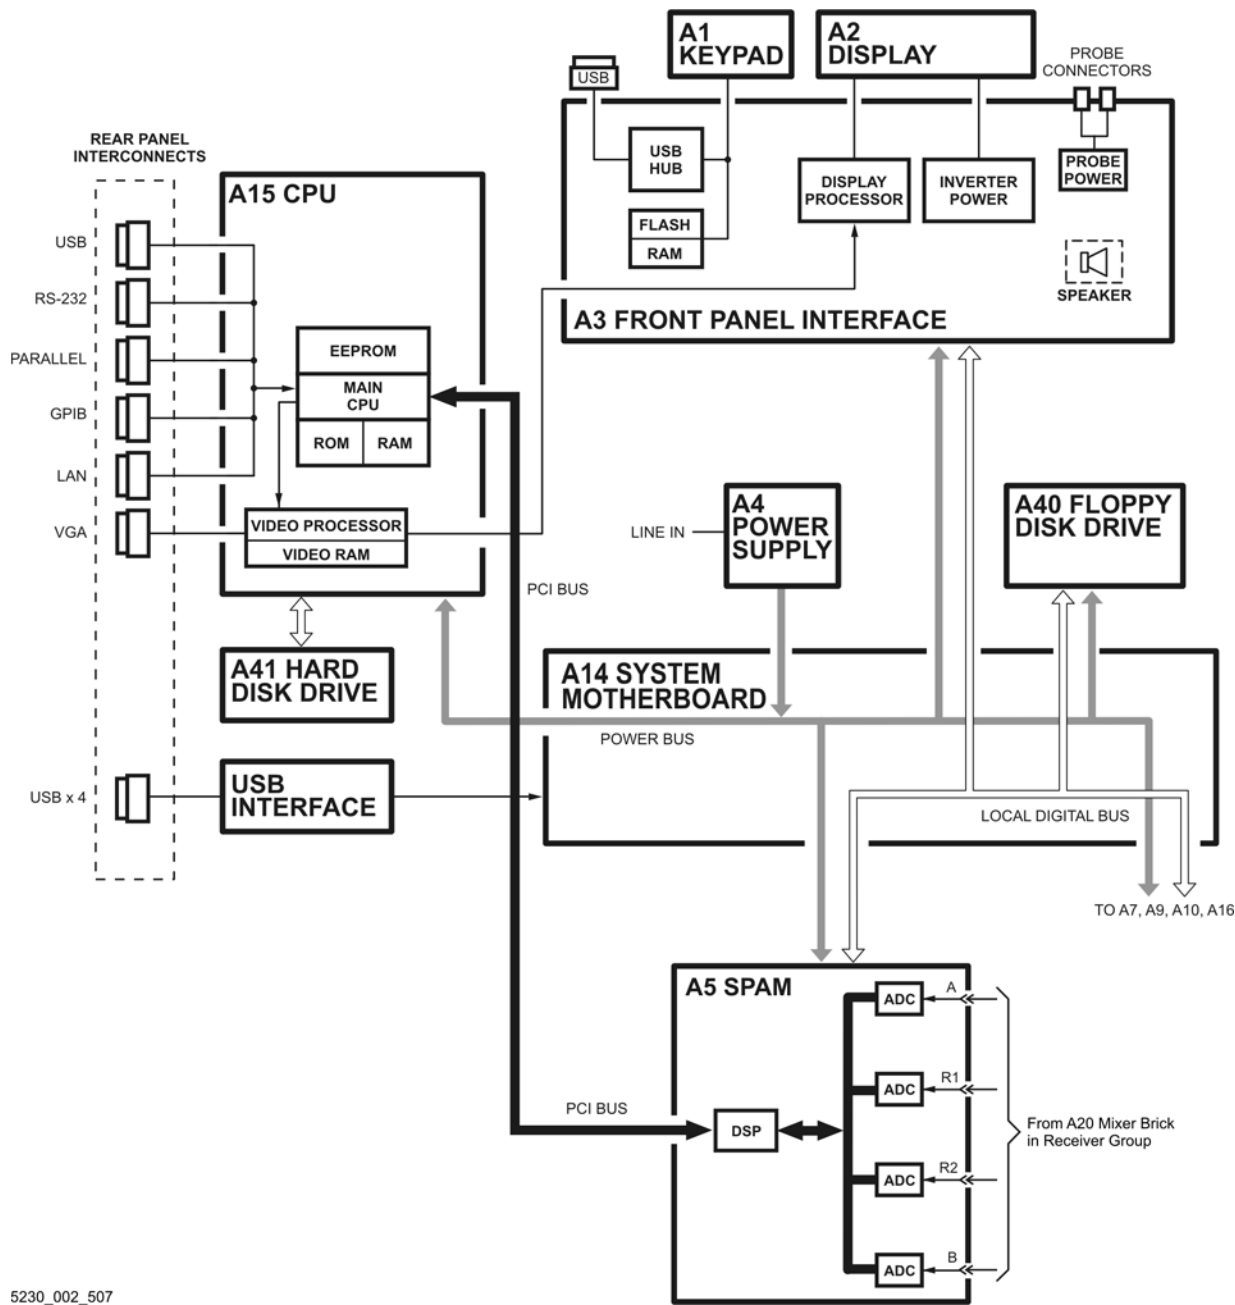 A1
KEYPAD
A2
DISPLAY
PROBE
CONNECTORS
USB
REAR PANEL
INTERCONNECTS
USB
HUB
DISPLAY
PROCESSOR
INVERTER
POWER
PROBE
POWER
FLASH
RAM
SPEAKER
A3 FRONT PANEL INTERFACE
A15 CPU
USB
RS-232
PARALLEL
GPIB
LAN
VGA
EEPROM
MAIN
CPU
ROM
RAM
VIDEO PROCESSOR
VIDEO RAM
LINE IN
A4
POWER
SUPPLY
A40 FLOPPY
DISK DRIVE
PCI BUS
A41 HARD
DISK DRIVE
A14 SYSTEM
MOTHERBOARD
POWER BUS
USB x 4
USB
INTERFACE
LOCAL DIGITAL BUS
TO A7, A9, A10, A16
A5 SPAM
ADC
A
ADC
R1
PCI BUS
DSP
From A20 Mixer Brick
in Receiver Group
ADC
R2
ADC
B
5230_002_507